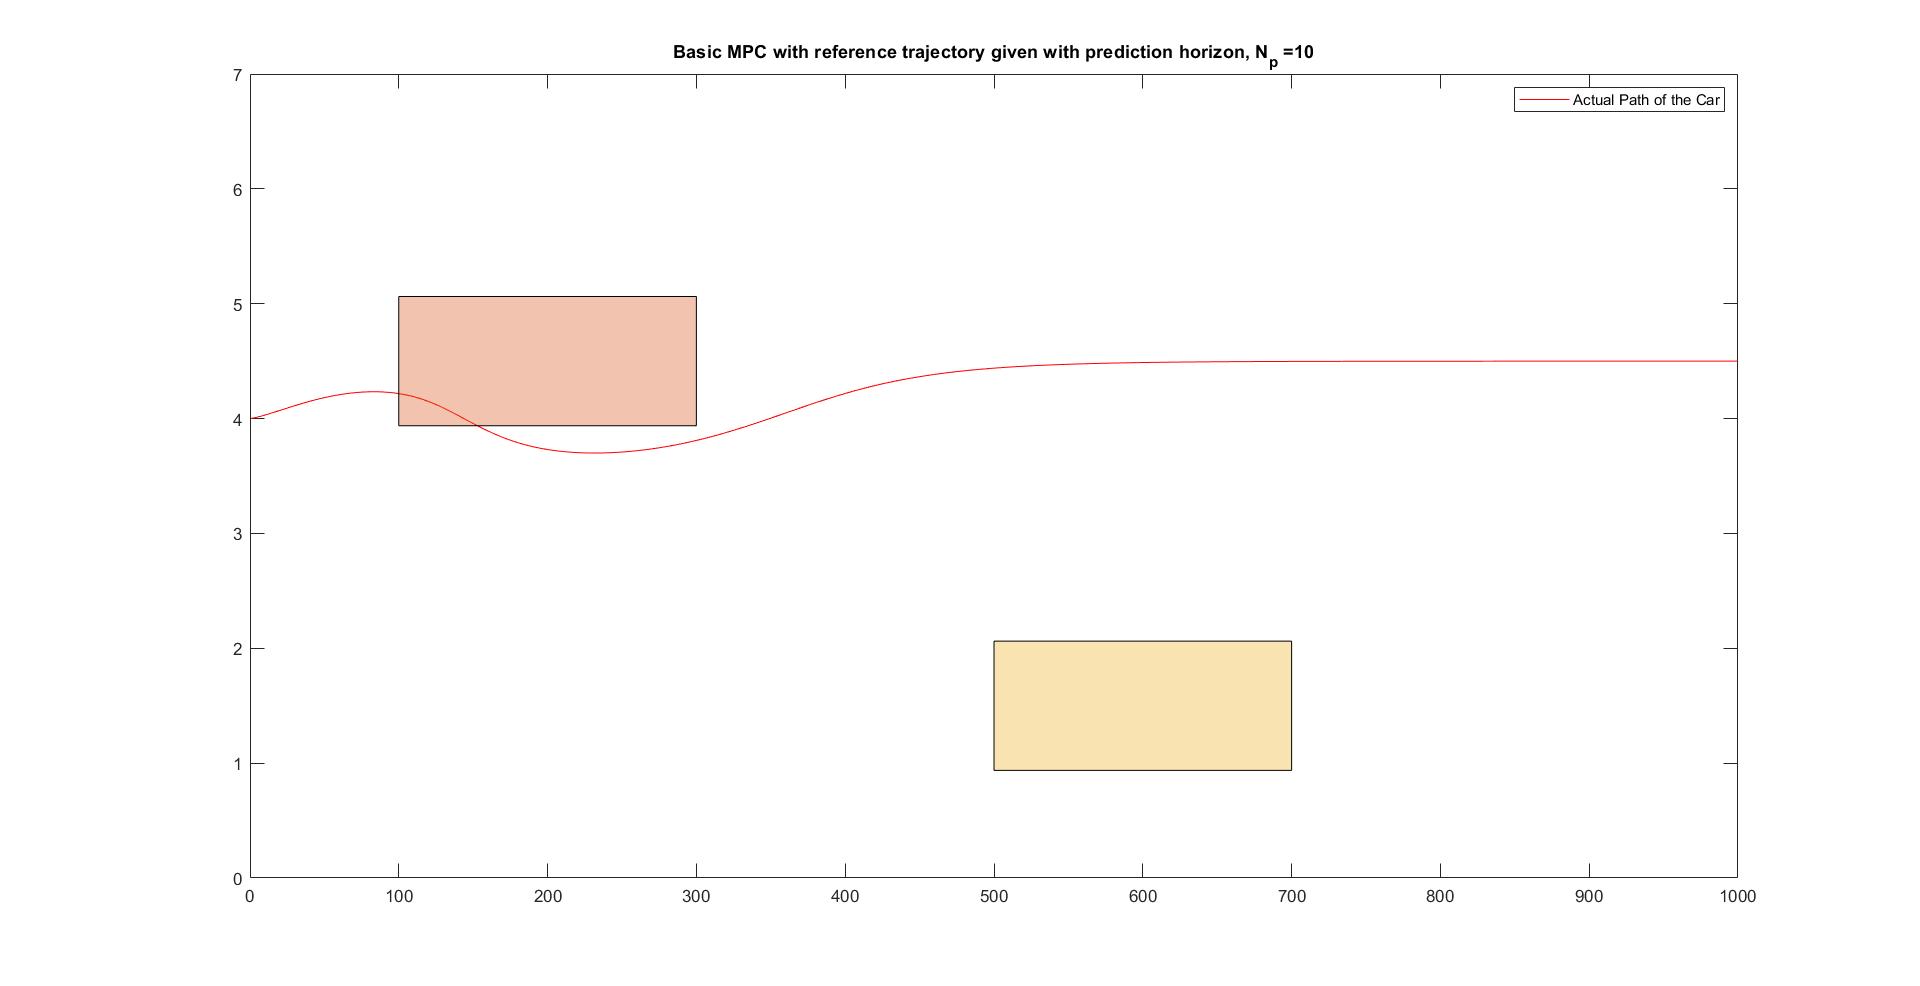 Basic MPC with reference trajectory given with prediction horizon, Np =10
Actual Path of the Car
7
6
5
4
3
2
1
0
0 100 200 300 400 500 600 700 800 900 1000